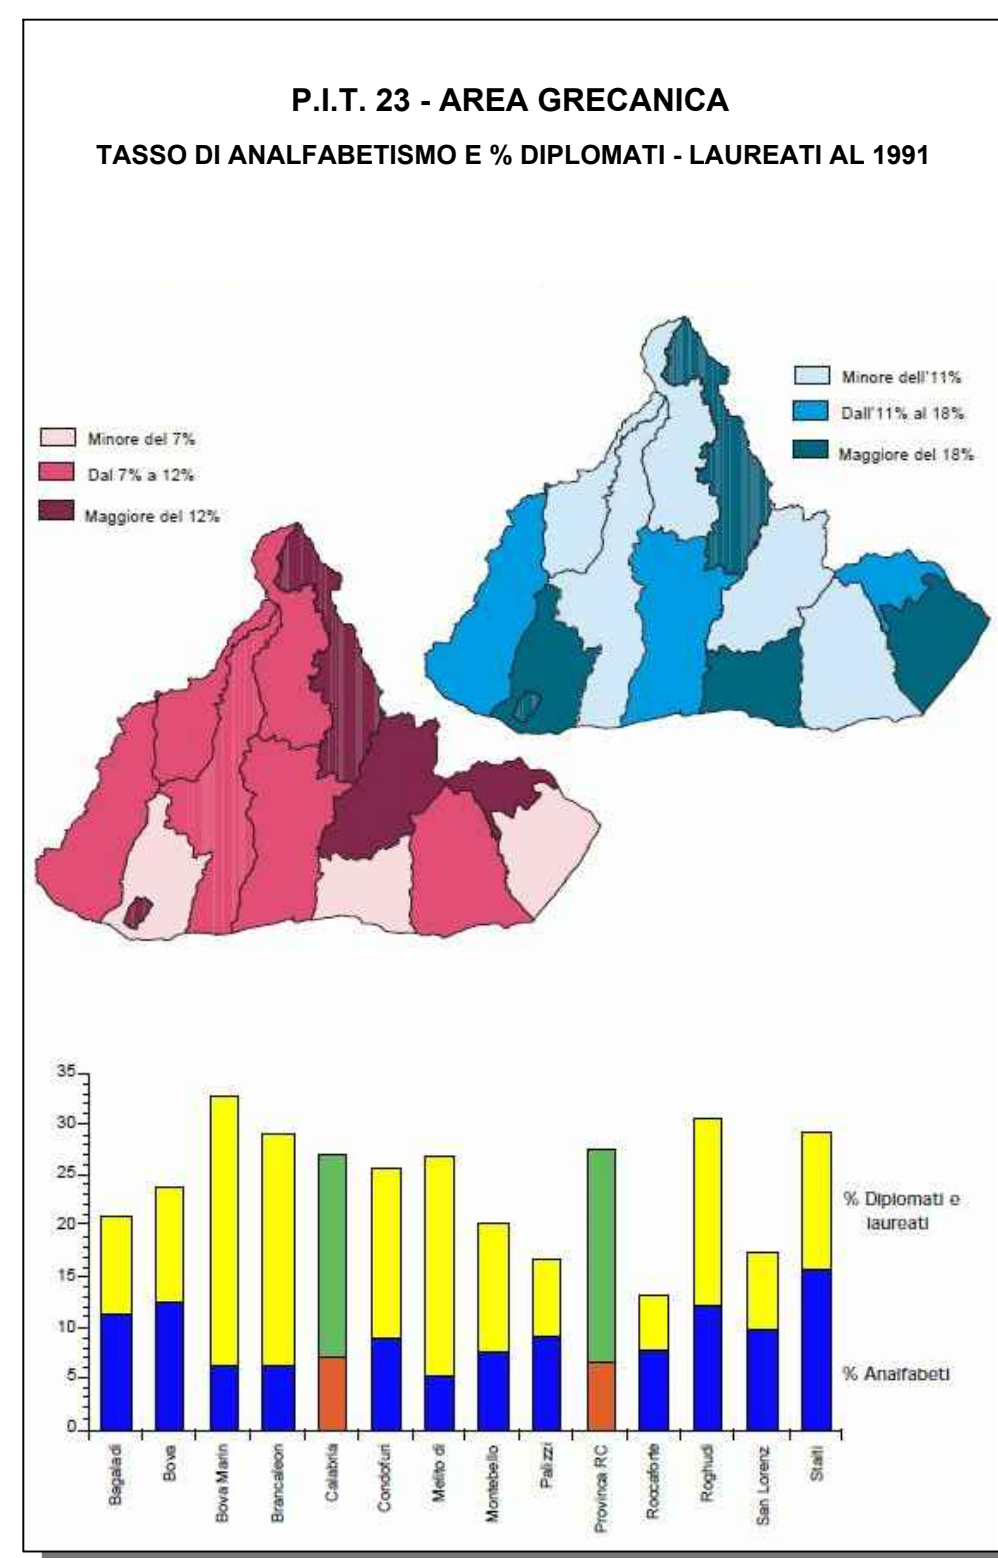 P.I.T. 23 - AREA GRECANICA
TASSO DI ANALFABETISMO E % DIPLOMATI - LAUREATI AL 1991
Minore dell'11%
Dall'11% al 18%
Maggiore del 18%
Minore del 7%
Dal 7% a 12%
Maggiore del 12%
35
30
25
20
15
10
5
0
% Diplomati e
laureati
% Analfabeti
Bagaladi
Bova
Bova Marin
Brancaleon
Calabria
Condofuri
Melito di
Montebello
Palizzi
Provinca RC
Roccaforte
Roghudi
San Lorenz
Staiti